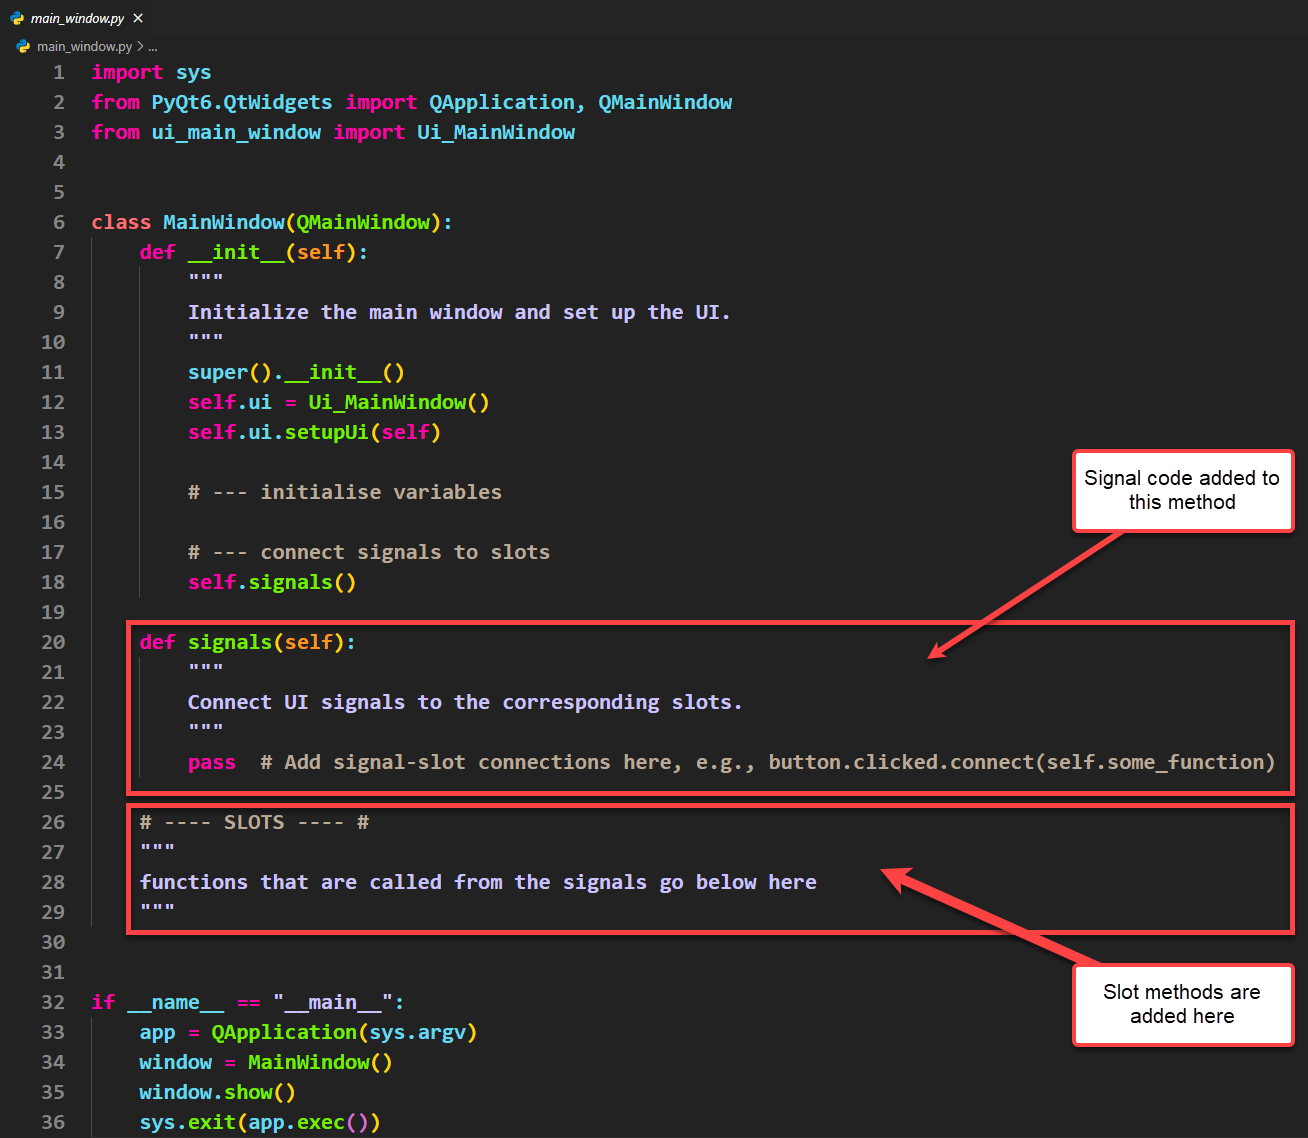 main_window.py ×
main_window.py > ...
1 import sys
2 from PyQt6.QtWidgets import QApplication, QMainWindow
3 from ui_main_window import Ui_MainWindow
4
5
6 class MainWindow(QMainWindow):
7     def __init__(self):
8         """
9         Initialize the main window and set up the UI.
10         """
11         super().__init__()
12         self.ui = Ui_MainWindow()
13         self.ui.setupUi(self)
14
15         # --- initialise variables
16
17         # --- connect signals to slots
18         self.signals()
19
20     def signals(self):
21         """
22         Connect UI signals to the corresponding slots.
23         """
24         pass  # Add signal-slot connections here, e.g., button.clicked.connect(self.some_function)
25
26     # ---- SLOTS ---- #
27     """
28     functions that are called from the signals go below here
29     """
30
31
32 if __name__ == "__main__":
33     app = QApplication(sys.argv)
34     window = MainWindow()
35     window.show()
36     sys.exit(app.exec())
Signal code added to
this method
Slot methods are
added here